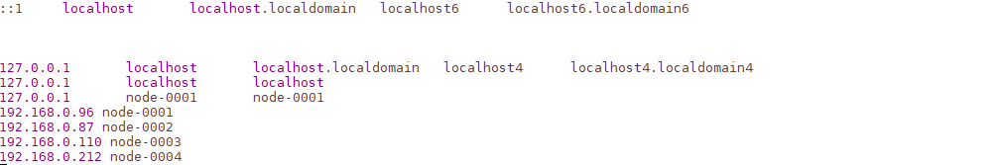 ::1 localhost localhost.localdomain localhost6 localhost6.localdomain6
127.0.0.1 localhost localhost.localdomain localhost4 localhost4.localdomain4
127.0.0.1 localhost localhost
127.0.0.1 node-0001 node-0001
192.168.0.96 node-0001
192.168.0.87 node-0002
192.168.0.110 node-0003
192.168.0.212 node-0004